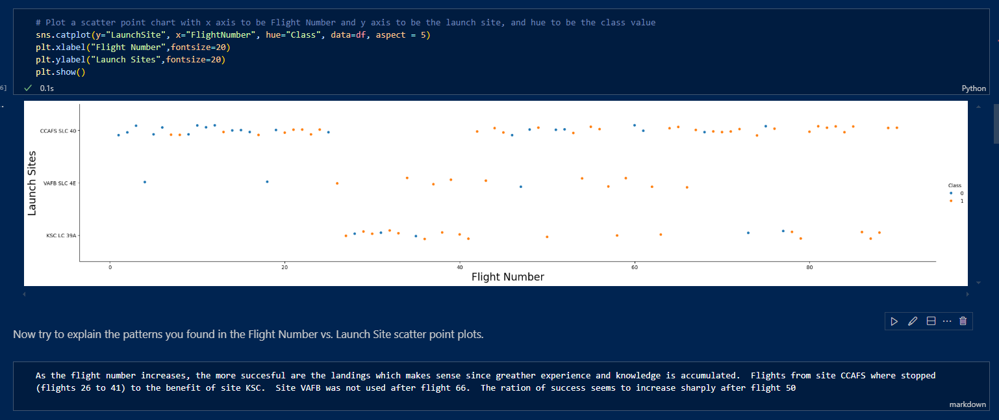 # Plot a scatter point chart with x axis to be Flight Number and y axis to be the launch site, and hue to be the class value
sns.catplot(y="LaunchSite", x="FlightNumber", hue="Class", data=df, aspect = 5)
plt.xlabel("Flight Number",fontsize=20)
plt.ylabel("Launch Sites",fontsize=20)
plt.show()
6]
0.1s
Python
CCAFS SLC 40
VAFB SLC 4E
KSC LC 39A
Launch Sites
0 20 40 60 80
Flight Number
Class
0
1
Now try to explain the patterns you found in the Flight Number vs. Launch Site scatter point plots.
As the flight number increases, the more succesful are the landings which makes sense since greather experience and knowledge is accumulated.  Flights from site CCAFS where stopped
(flights 26 to 41) to the benefit of site KSC.  Site VAFB was not used after flight 66.  The ration of success seems to increase sharply after flight 50
markdown